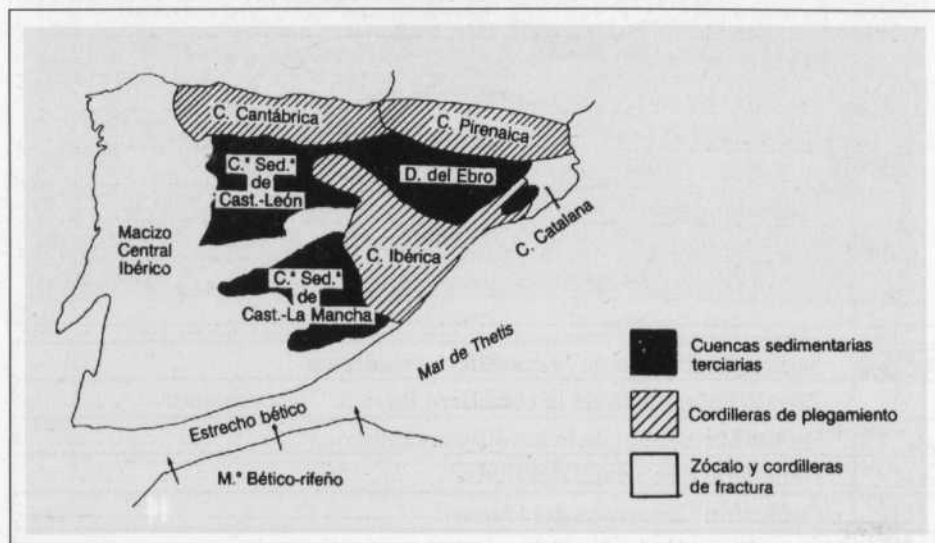 C. Cantábrica
C. Pirenaica
C.ª Sed.ª
de
Cast.-León
D. del Ebro
Macizo
Central
Ibérico
C. Ibérica
C. Catalana
C.ª Sed.ª
de
Cast.-La Mancha
Mar de Thetis
Estrecho bético
M.ª Bético-rifeño
Cuencas sedimentarias
terciarias
Cordilleras de plegamiento
Zócalo y cordilleras
de fractura